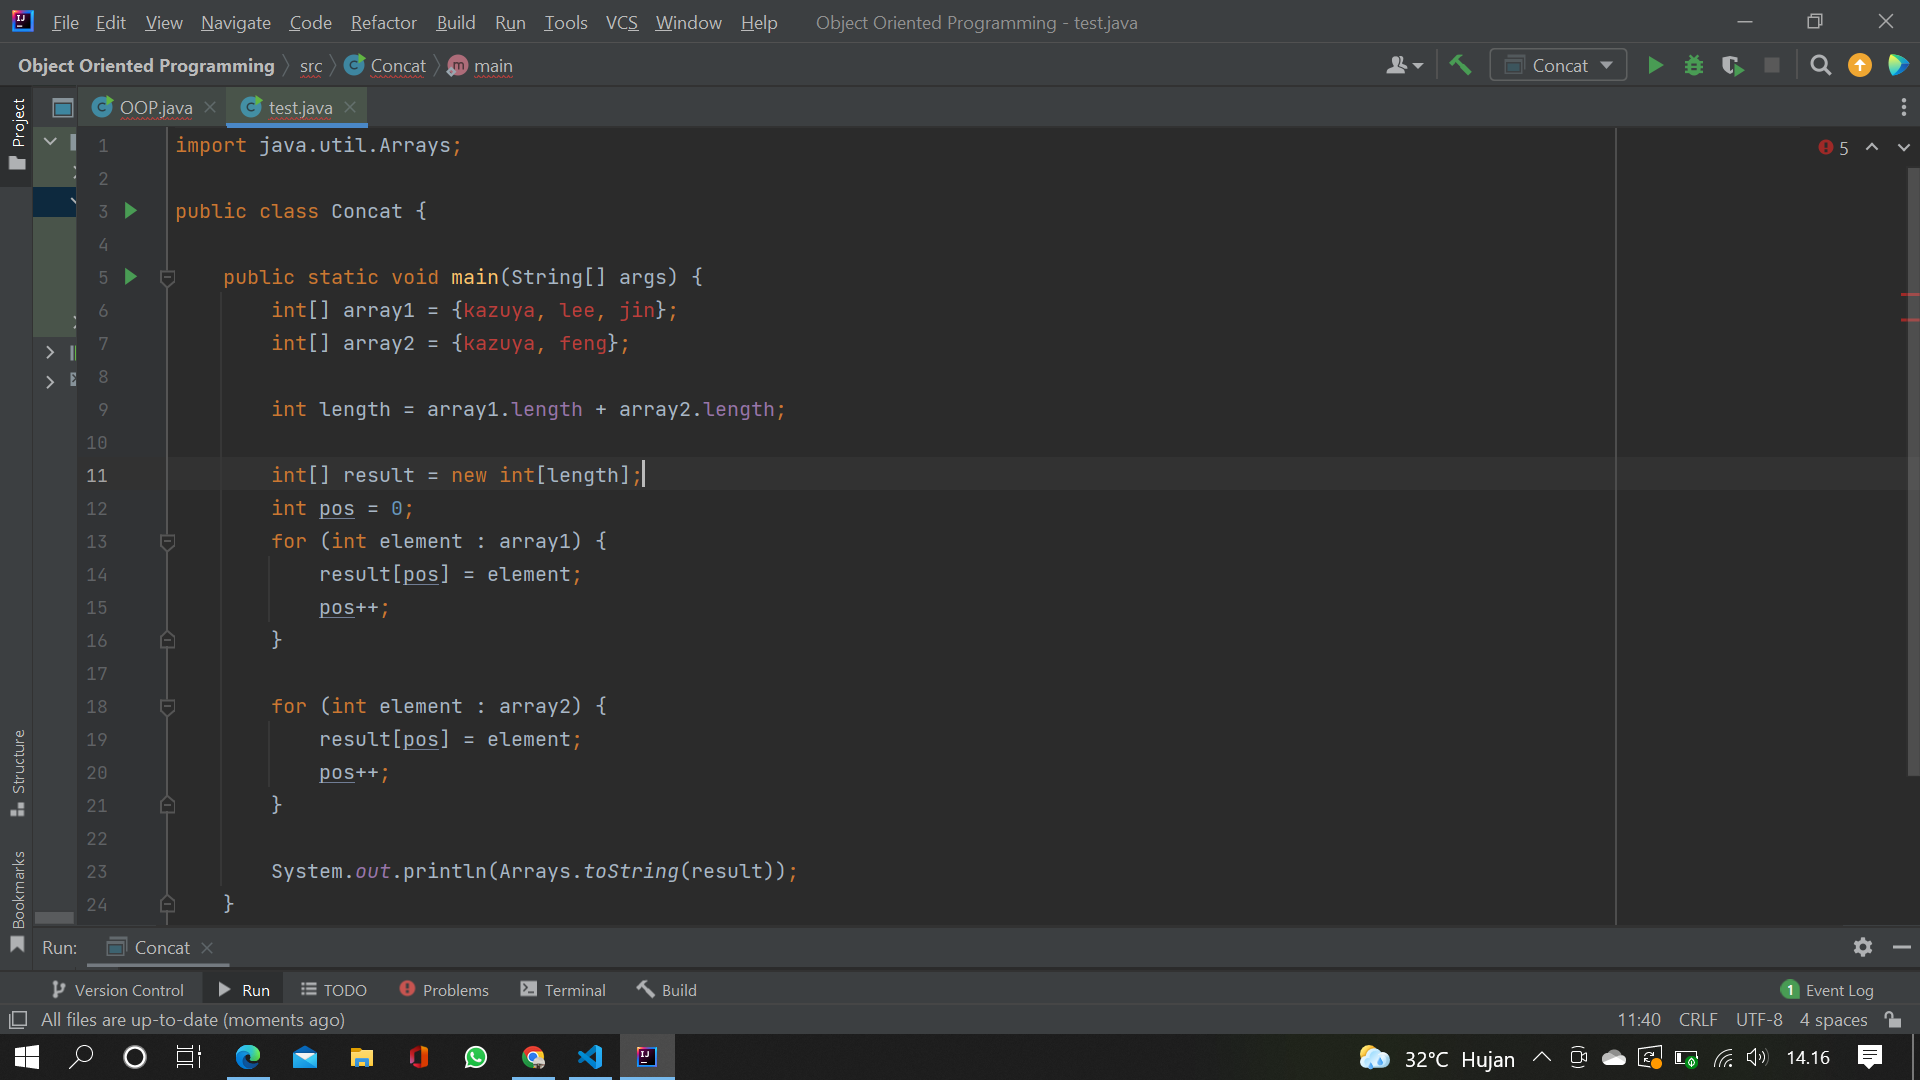 File Edit View Navigate Code Refactor Build Run Tools VCS Window Help Object Oriented Programming - test.java
Object Oriented Programming src Concat main Concat
Project OOP.java test.java
1 import java.util.Arrays;
5
2
3 public class Concat {
4
5 public static void main(String[] args) {
6 int[] array1 = {kazuya, lee, jin};
7 int[] array2 = {kazuya, feng};
8
9 int length = array1.length + array2.length;
10
11 int[] result = new int[length];
12 int pos = 0;
13 for (int element : array1) {
14 result[pos] = element;
15 pos++;
16 }
17
18 for (int element : array2) {
19 result[pos] = element;
20 pos++;
21 }
22
23 System.out.println(Arrays.toString(result));
24 }
Structure
Bookmarks
Run: Concat
Version Control Run TODO Problems Terminal Build 1 Event Log
All files are up-to-date (moments ago) 11:40 CRLF UTF-8 4 spaces
32°C Hujan 14.16